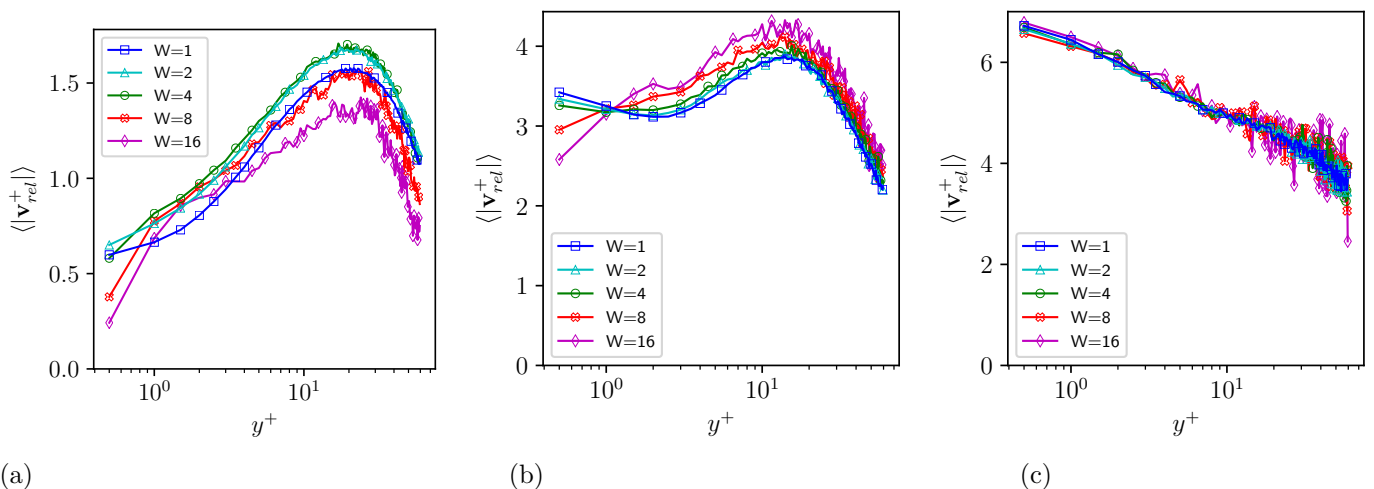 1.5
1.0
0.5
0.0
⟨|v⁺ᵣₑₗ|⟩
W=1
W=2
W=4
W=8
W=16
10⁰
10¹
y⁺
(a)
4
3
2
1
0
⟨|v⁺ᵣₑₗ|⟩
W=1
W=2
W=4
W=8
W=16
10⁰
10¹
y⁺
(b)
6
4
2
0
⟨|v⁺ᵣₑₗ|⟩
W=1
W=2
W=4
W=8
W=16
10⁰
10¹
y⁺
(c)